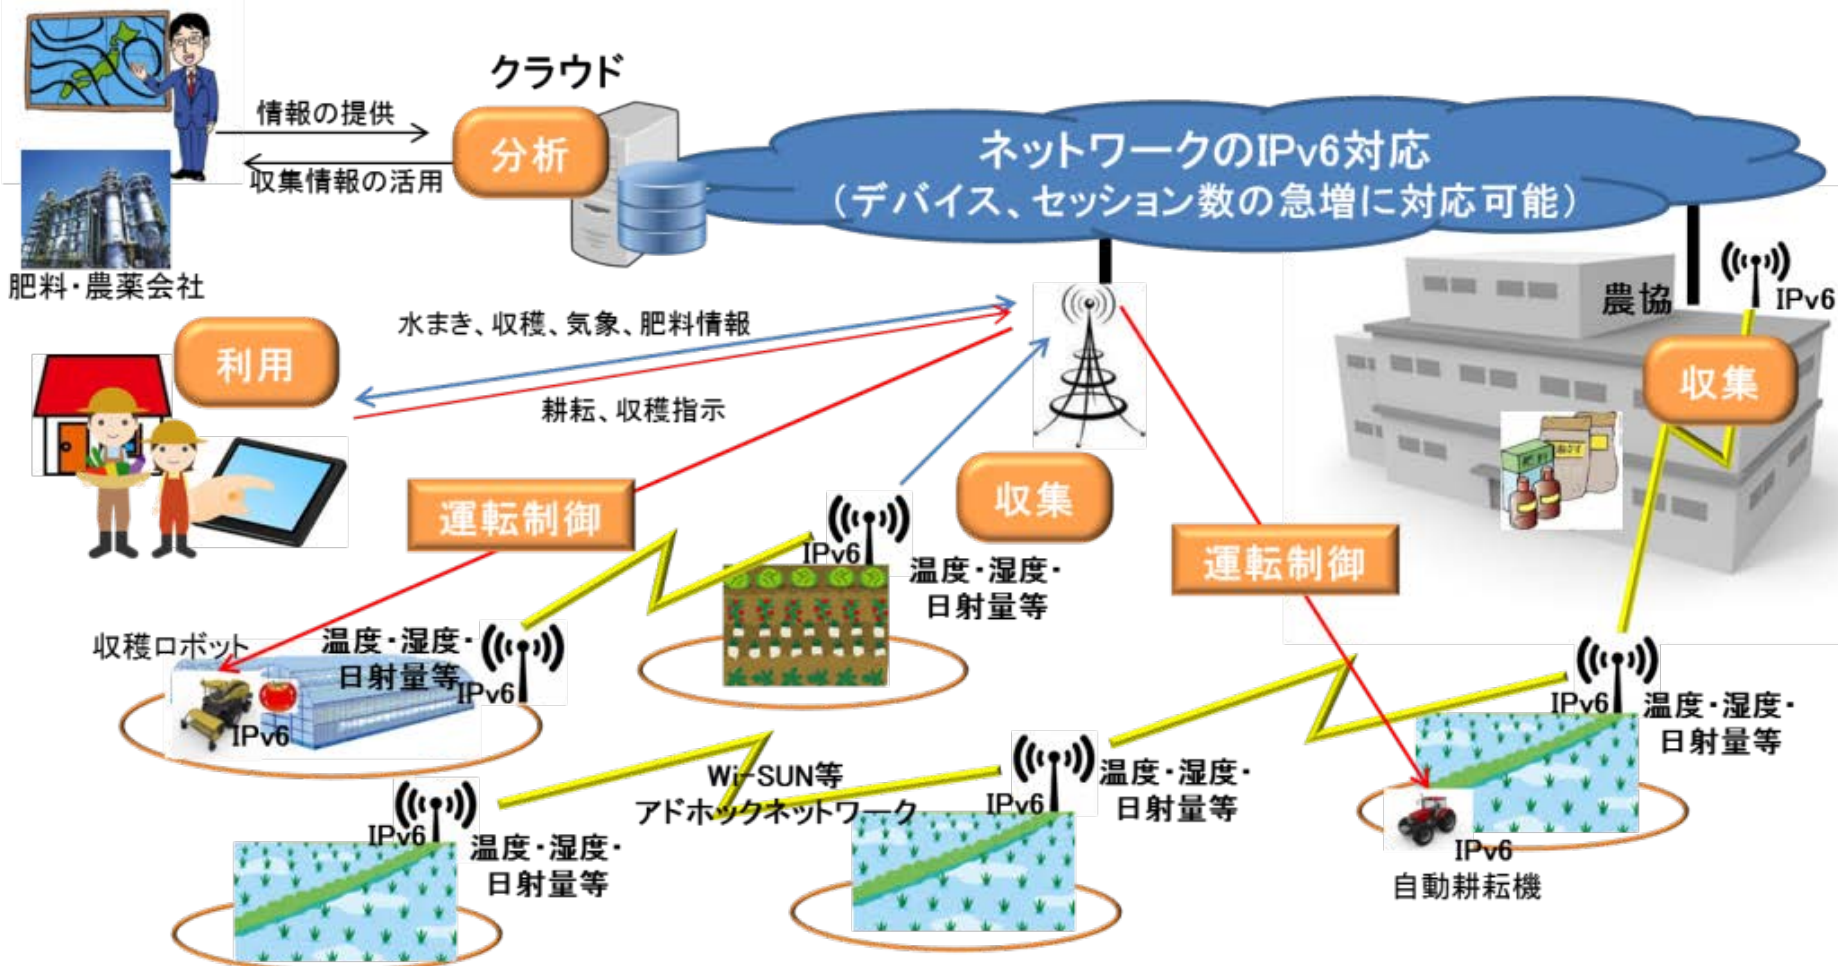 クラウド
情報の提供
分析
収集情報の活用
肥料・農薬会社
ネットワークのIPv6対応
（デバイス、セッション数の急増に対応可能）
農協
IPv6
収集
利用
水まき、収穫、気象、肥料情報
耕耘、収穫指示
運転制御
収集
運転制御
IPv6
温度・湿度・
日射量等
収穫ロボット
温度・湿度・
日射量等
IPv6
IPv6
IPv6
温度・湿度・
日射量等
Wi-SUN等
アドホックネットワーク
IPv6
温度・湿度・
日射量等
IPv6
温度・湿度・
日射量等
IPv6
自動耕耘機
肥料